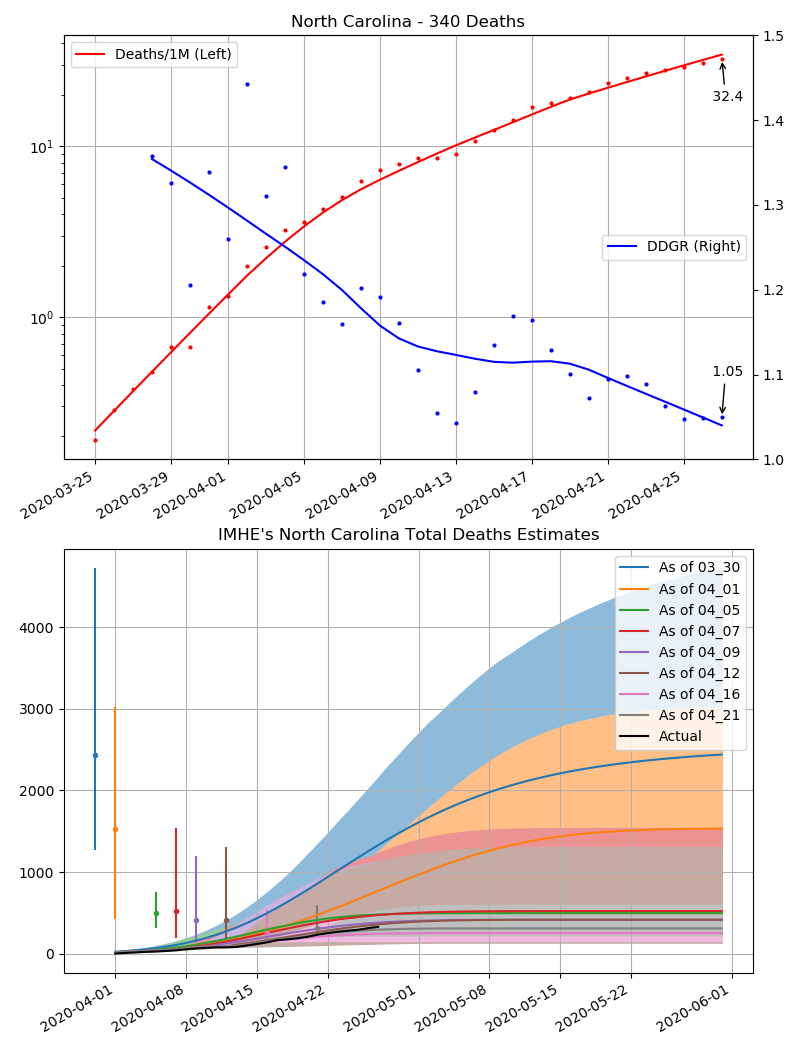 North Carolina - 340 Deaths
Deaths/1M (Left)
DDGR (Right)
32.4
1.05
10^1
10^0
1.5
1.4
1.3
1.2
1.1
1.0
2020-03-25
2020-03-29
2020-04-01
2020-04-05
2020-04-09
2020-04-13
2020-04-17
2020-04-21
2020-04-25
IMHE's North Carolina Total Deaths Estimates
As of 03_30
As of 04_01
As of 04_05
As of 04_07
As of 04_09
As of 04_12
As of 04_16
As of 04_21
Actual
4000
3000
2000
1000
0
2020-04-01
2020-04-08
2020-04-15
2020-04-22
2020-05-01
2020-05-08
2020-05-15
2020-05-22
2020-06-01